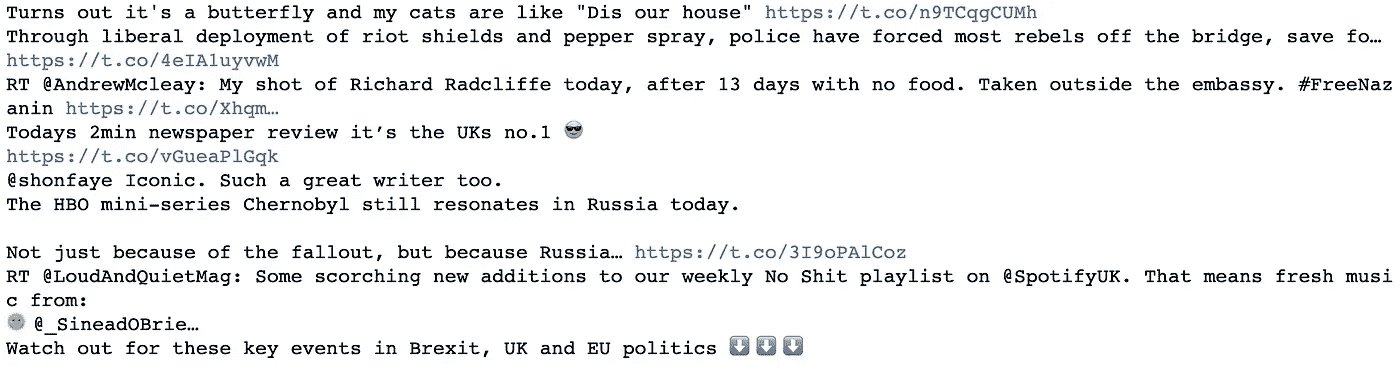 Turns out it's a butterfly and my cats are like "Dis our house" https://t.co/n9TCqgCUMh
Through liberal deployment of riot shields and pepper spray, police have forced most rebels off the bridge, save fo…
https://t.co/4eIA1uyvwM
RT @AndrewMcleay: My shot of Richard Radcliffe today, after 13 days with no food. Taken outside the embassy. #FreeNaz
anin https://t.co/Xhqm…
Todays 2min newspaper review it’s the UKs no.1 😎
https://t.co/vGueaPlGqk
@shonfaye Iconic. Such a great writer too.
The HBO mini-series Chernobyl still resonates in Russia today.

Not just because of the fallout, but because Russia… https://t.co/3I9oPAlCoz
RT @LoudAndQuietMag: Some scorching new additions to our weekly No Shit playlist on @SpotifyUK. That means fresh musi
c from:
🌚 @_SineadOBrie…
Watch out for these key events in Brexit, UK and EU politics ⬇️⬇️⬇️